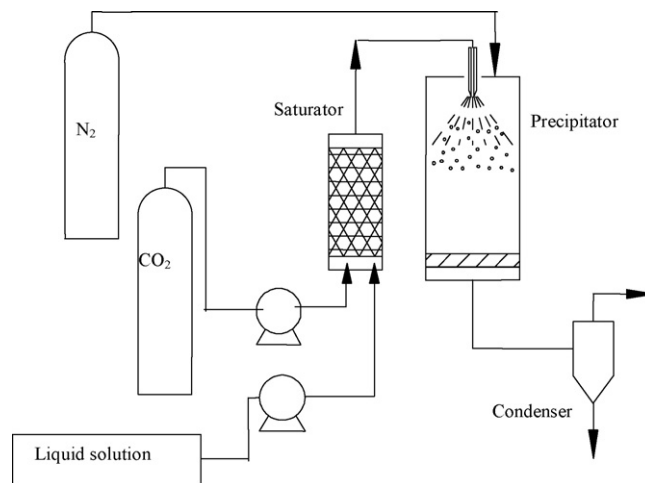 Saturator
Precipitator
N₂
CO₂
Condenser
Liquid solution